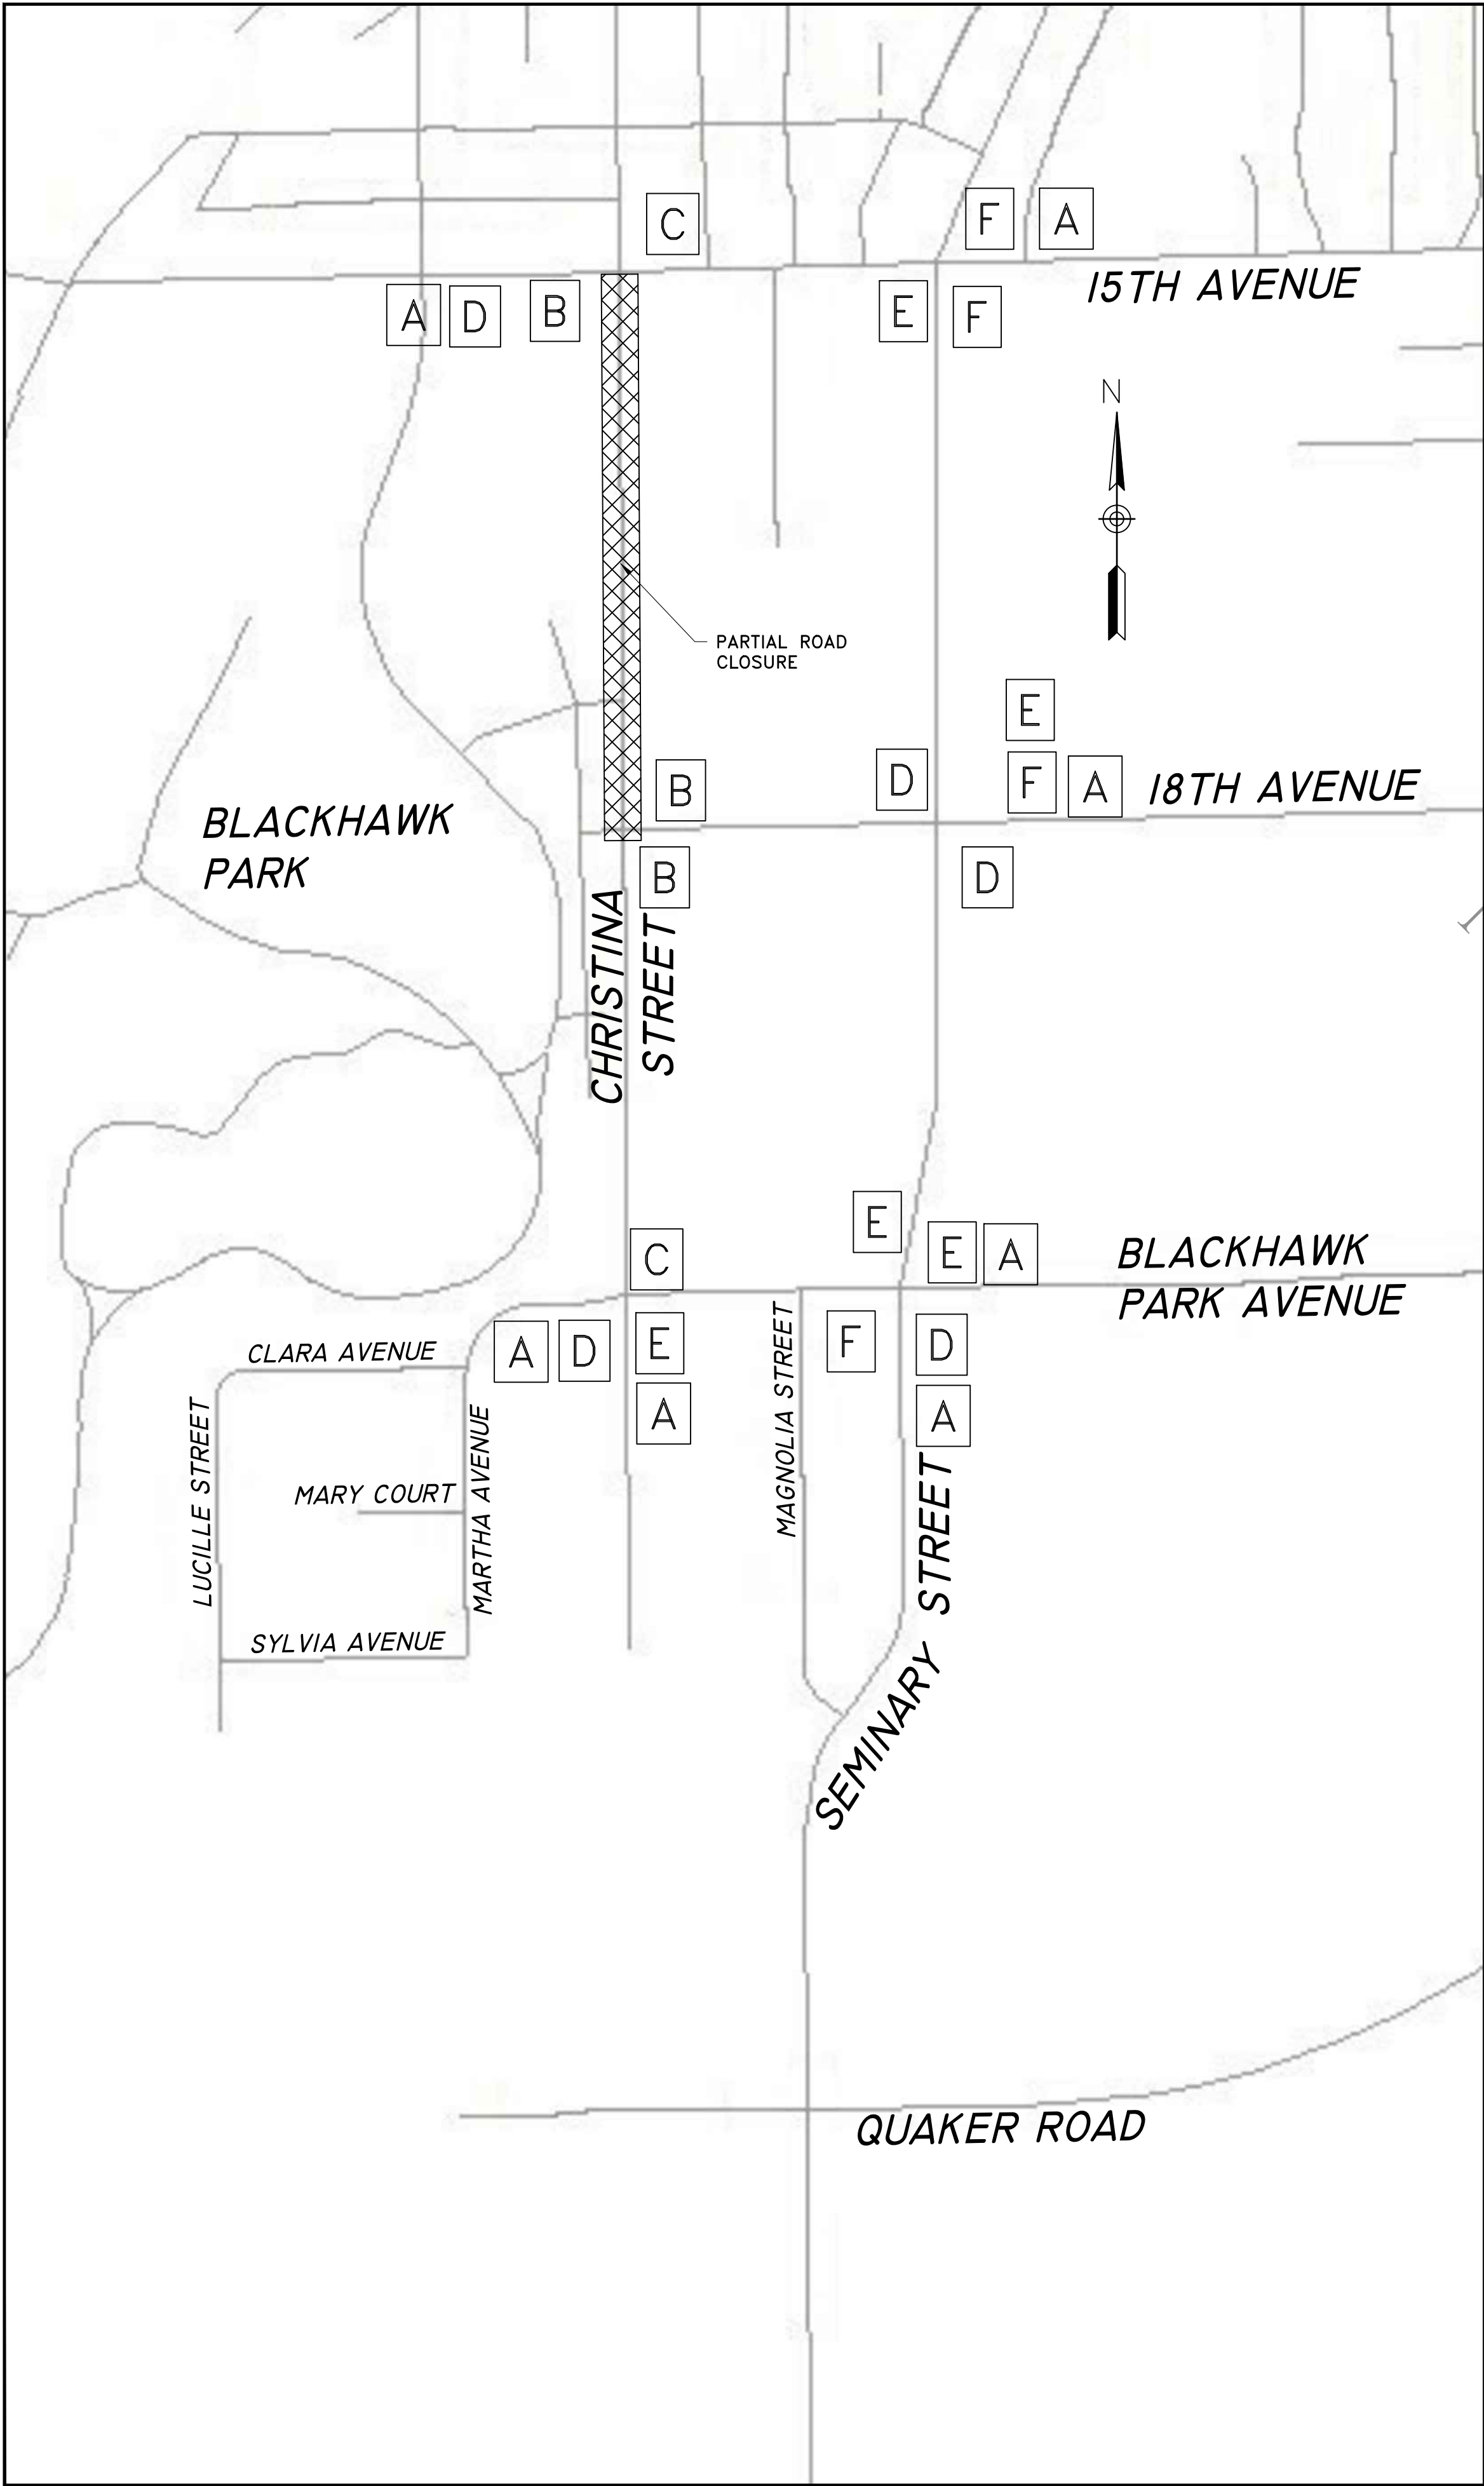 C
F A
15TH AVENUE
A D B
E F
N
PARTIAL ROAD
CLOSURE
E
B
D
F A
18TH AVENUE
BLACKHAWK
PARK
B
D
CHRISTINA
STREET
E
C
E A
BLACKHAWK
PARK AVENUE
CLARA AVENUE
A D E
F
D
A
A
MAGNOLIA STREET
LUCILLE STREET
MARY COURT
MARTHA AVENUE
SYLVIA AVENUE
SEMINARY STREET
QUAKER ROAD